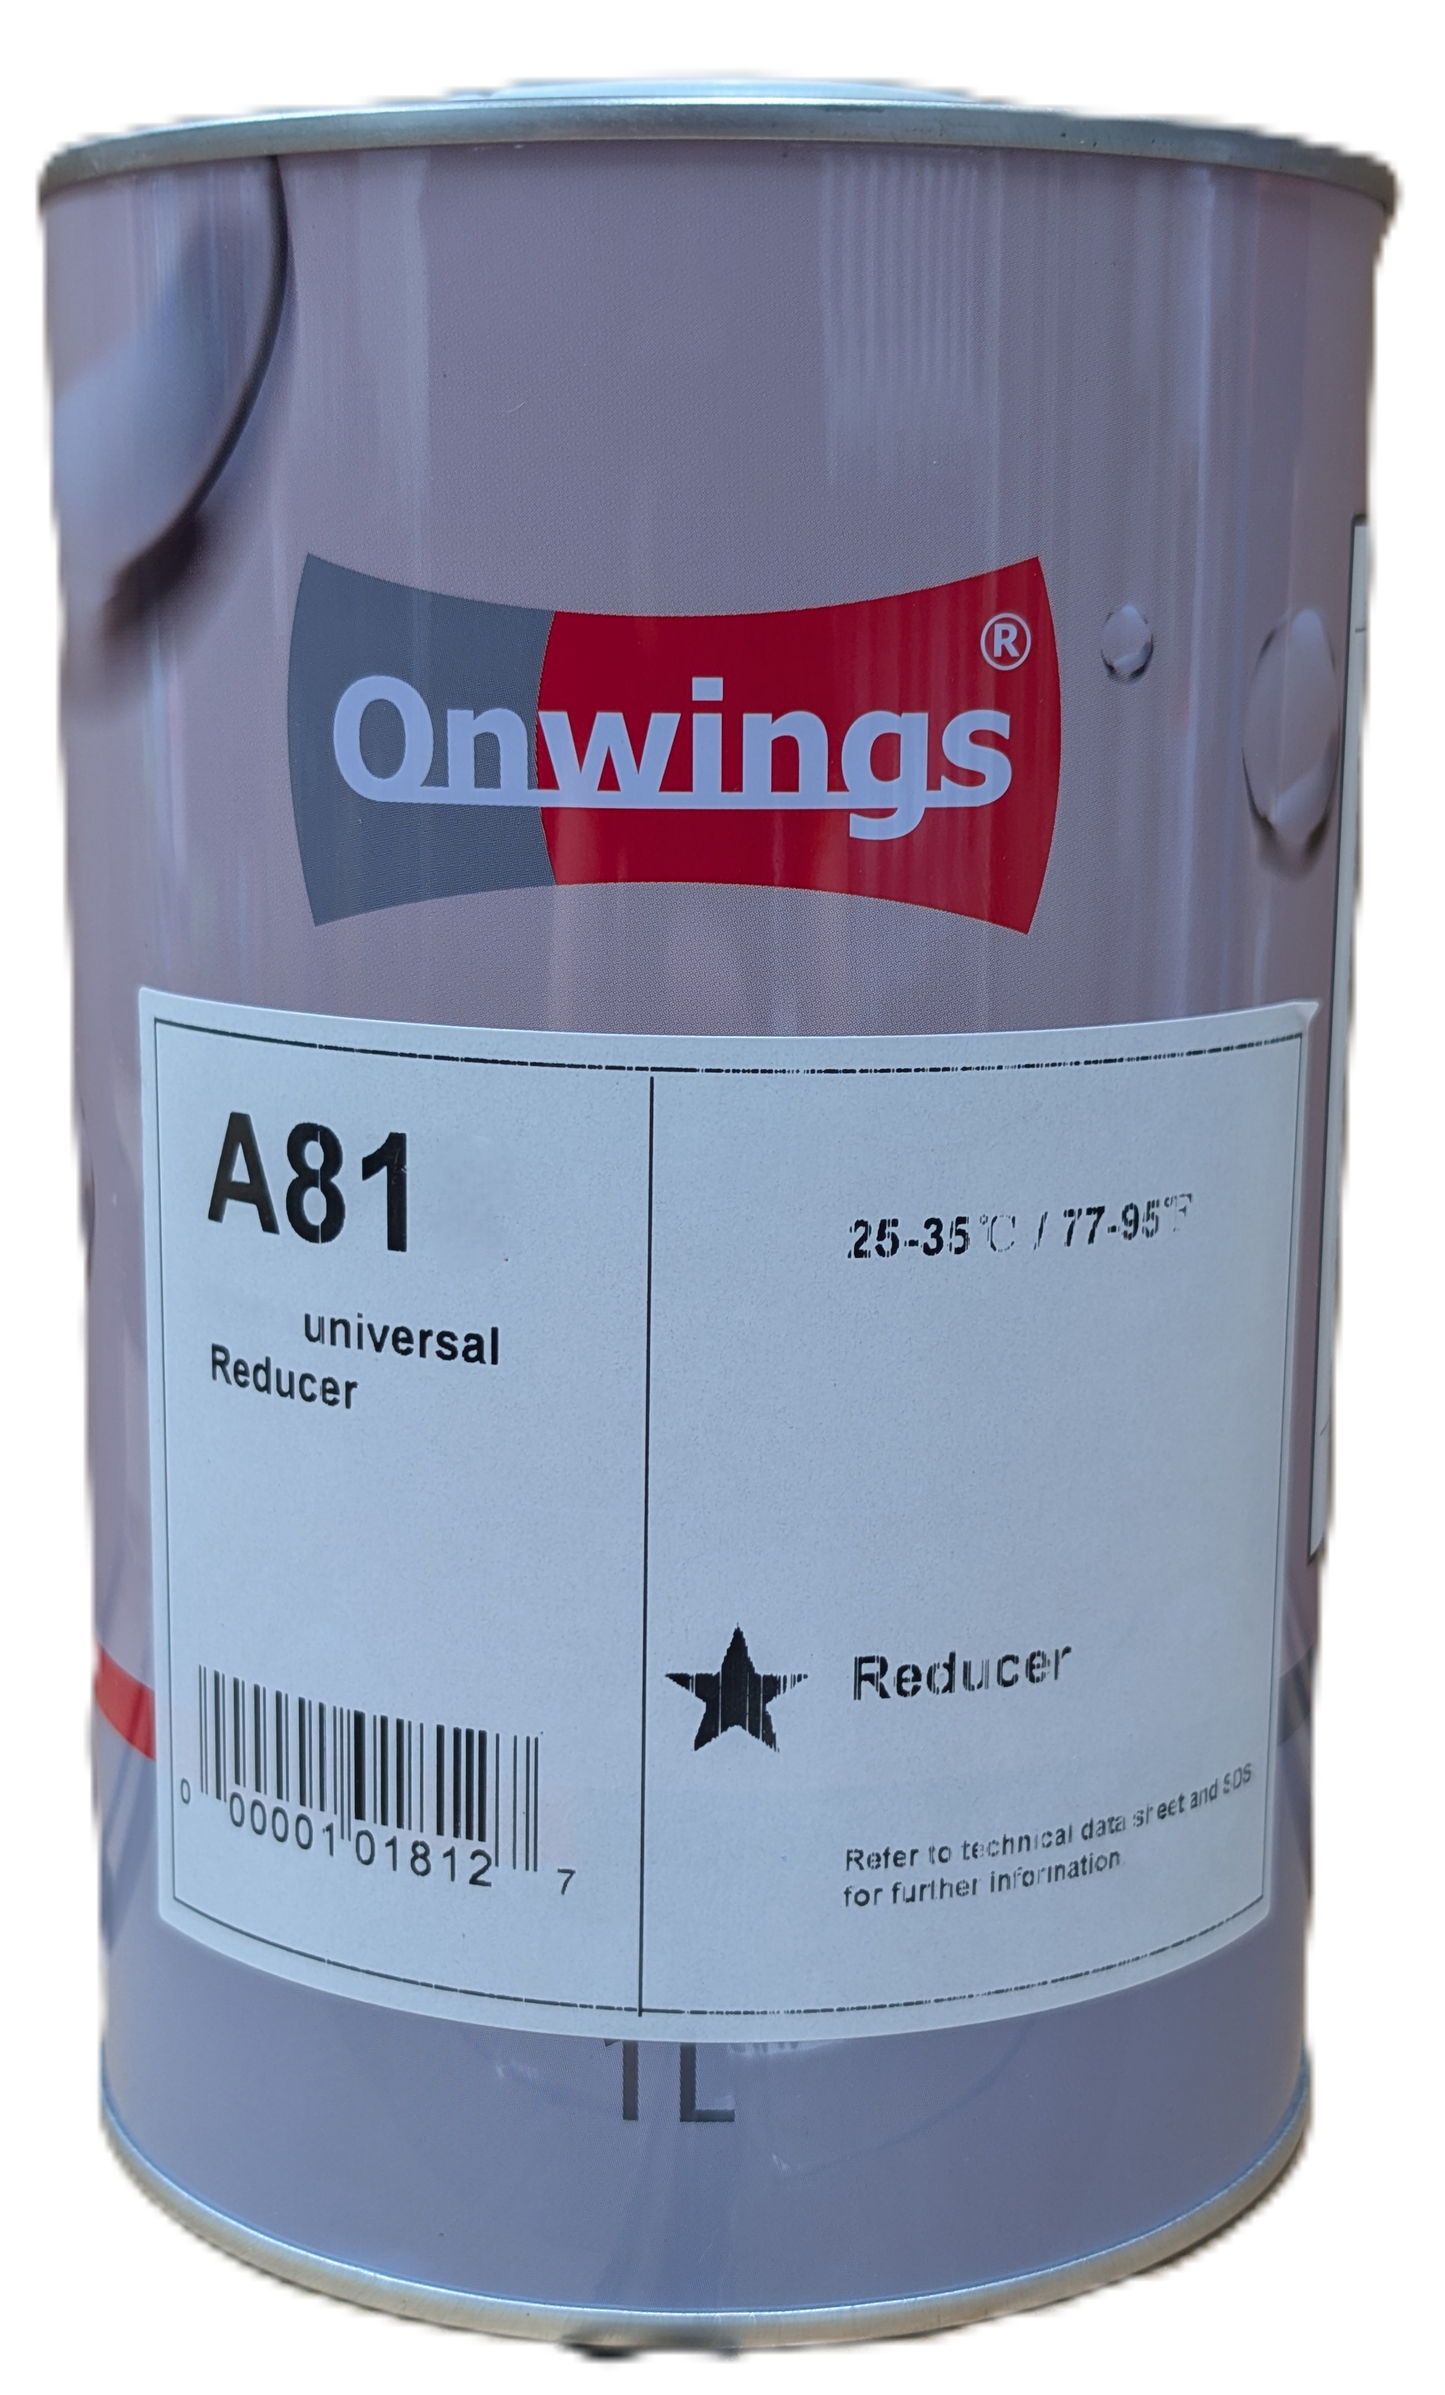 Onwings®
A81
universal
Reducer
0 00001 01812 7
25-35°C / 77-95°F
★ Reducer
Refer to technical data sheet and SDS
for further information
1L